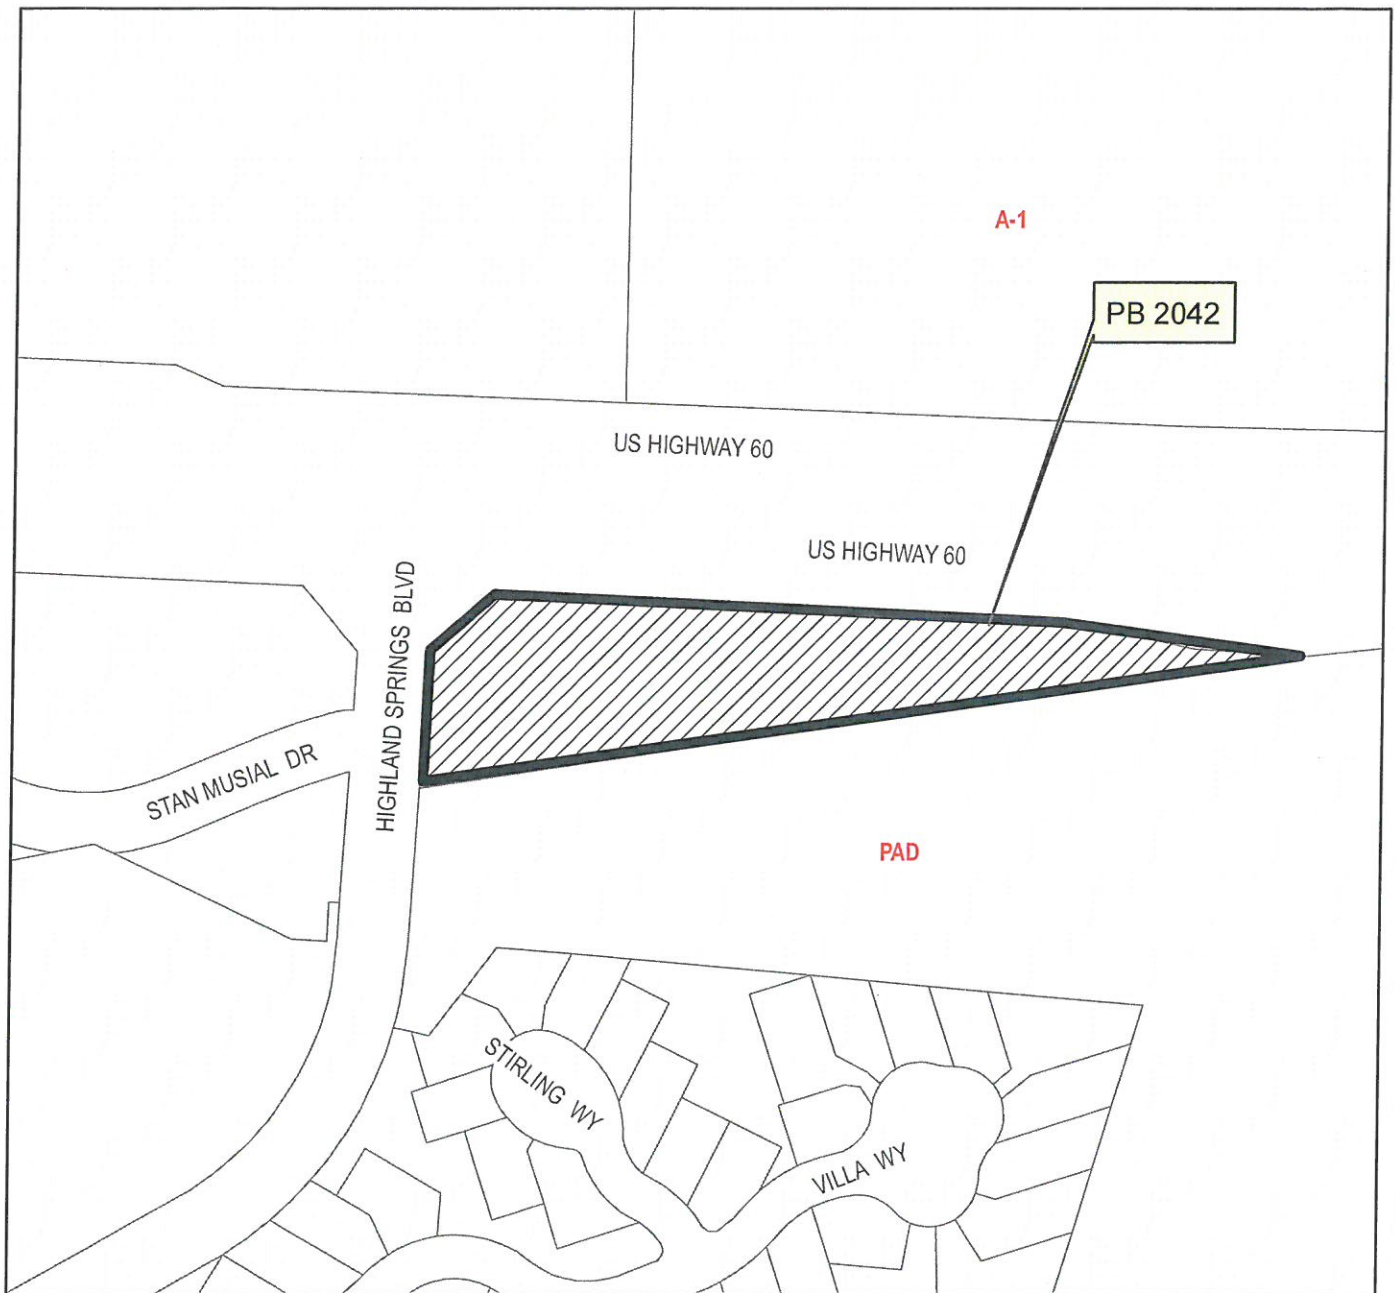 A-1
PB 2042
US HIGHWAY 60
US HIGHWAY 60
HIGHLAND SPRINGS BLVD
STAN MUSIAL DR
PAD
STIRLING WY
VILLA WY